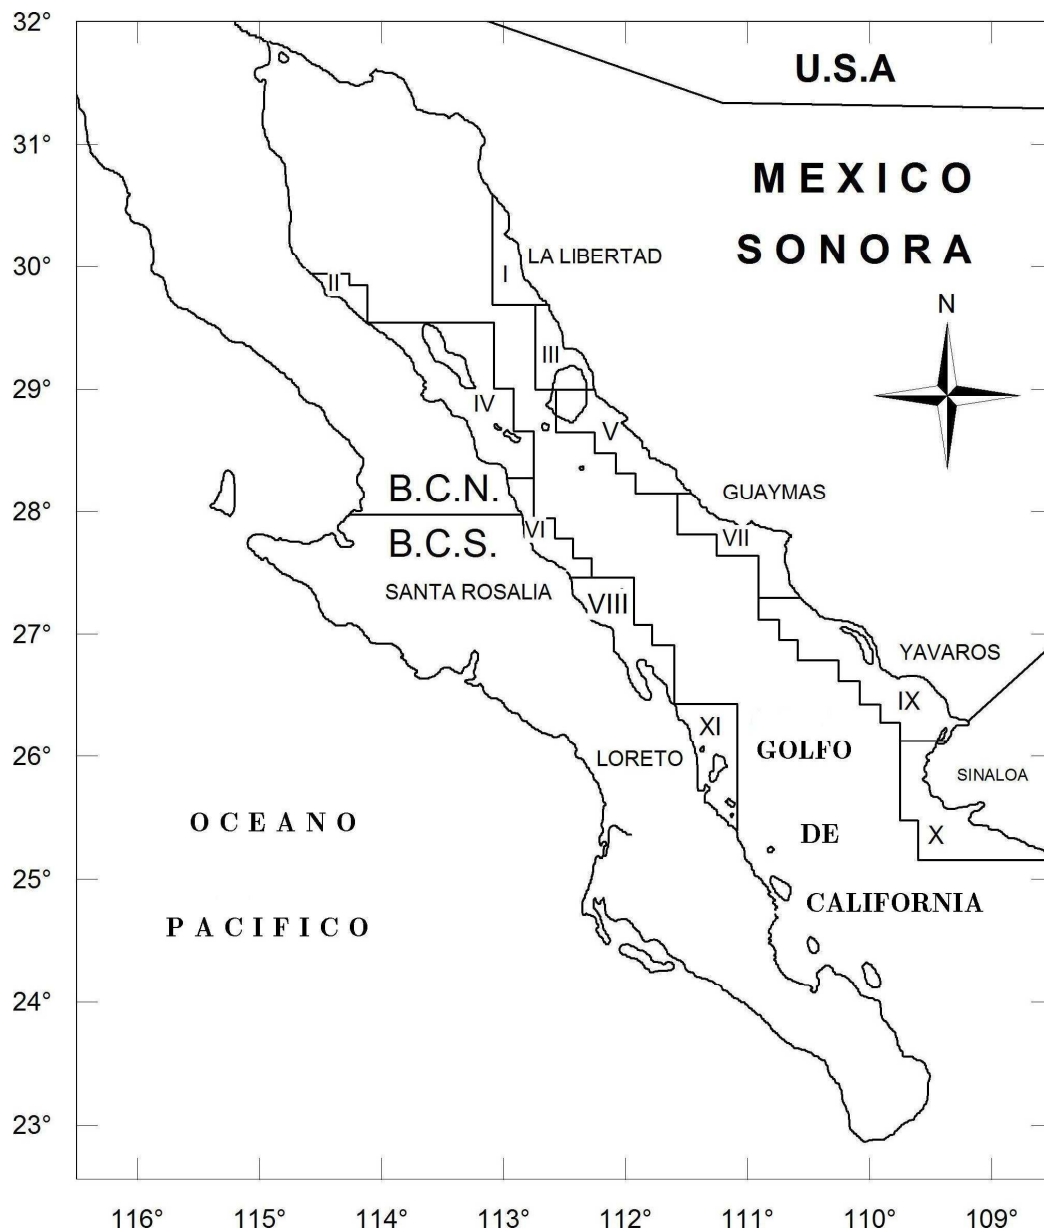 32°
U.S.A
31°
MEXICO
SONORA
LA LIBERTAD
30°
I
II
N
III
29°
IV
V
B.C.N.
GUAYMAS
28°
VI
VII
B.C.S.
SANTA ROSALIA
VIII
27°
YAVAROS
IX
XI
GOLFO
26°
LORETO
SINALOA
OCEANO
DE
X
25°
CALIFORNIA
PACIFICO
24°
23°
116° 115° 114° 113° 112° 111° 110° 109°